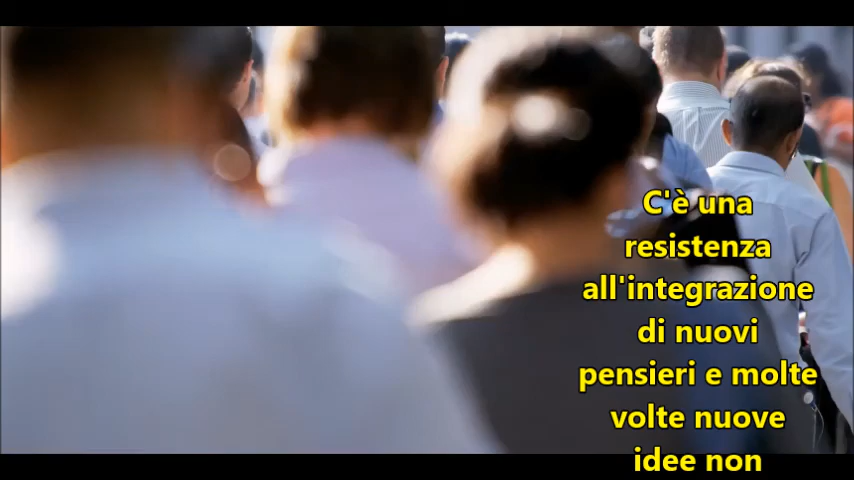 C'è una
resistenza
all'integrazione
di nuovi
pensieri e molte
volte nuove
idee non